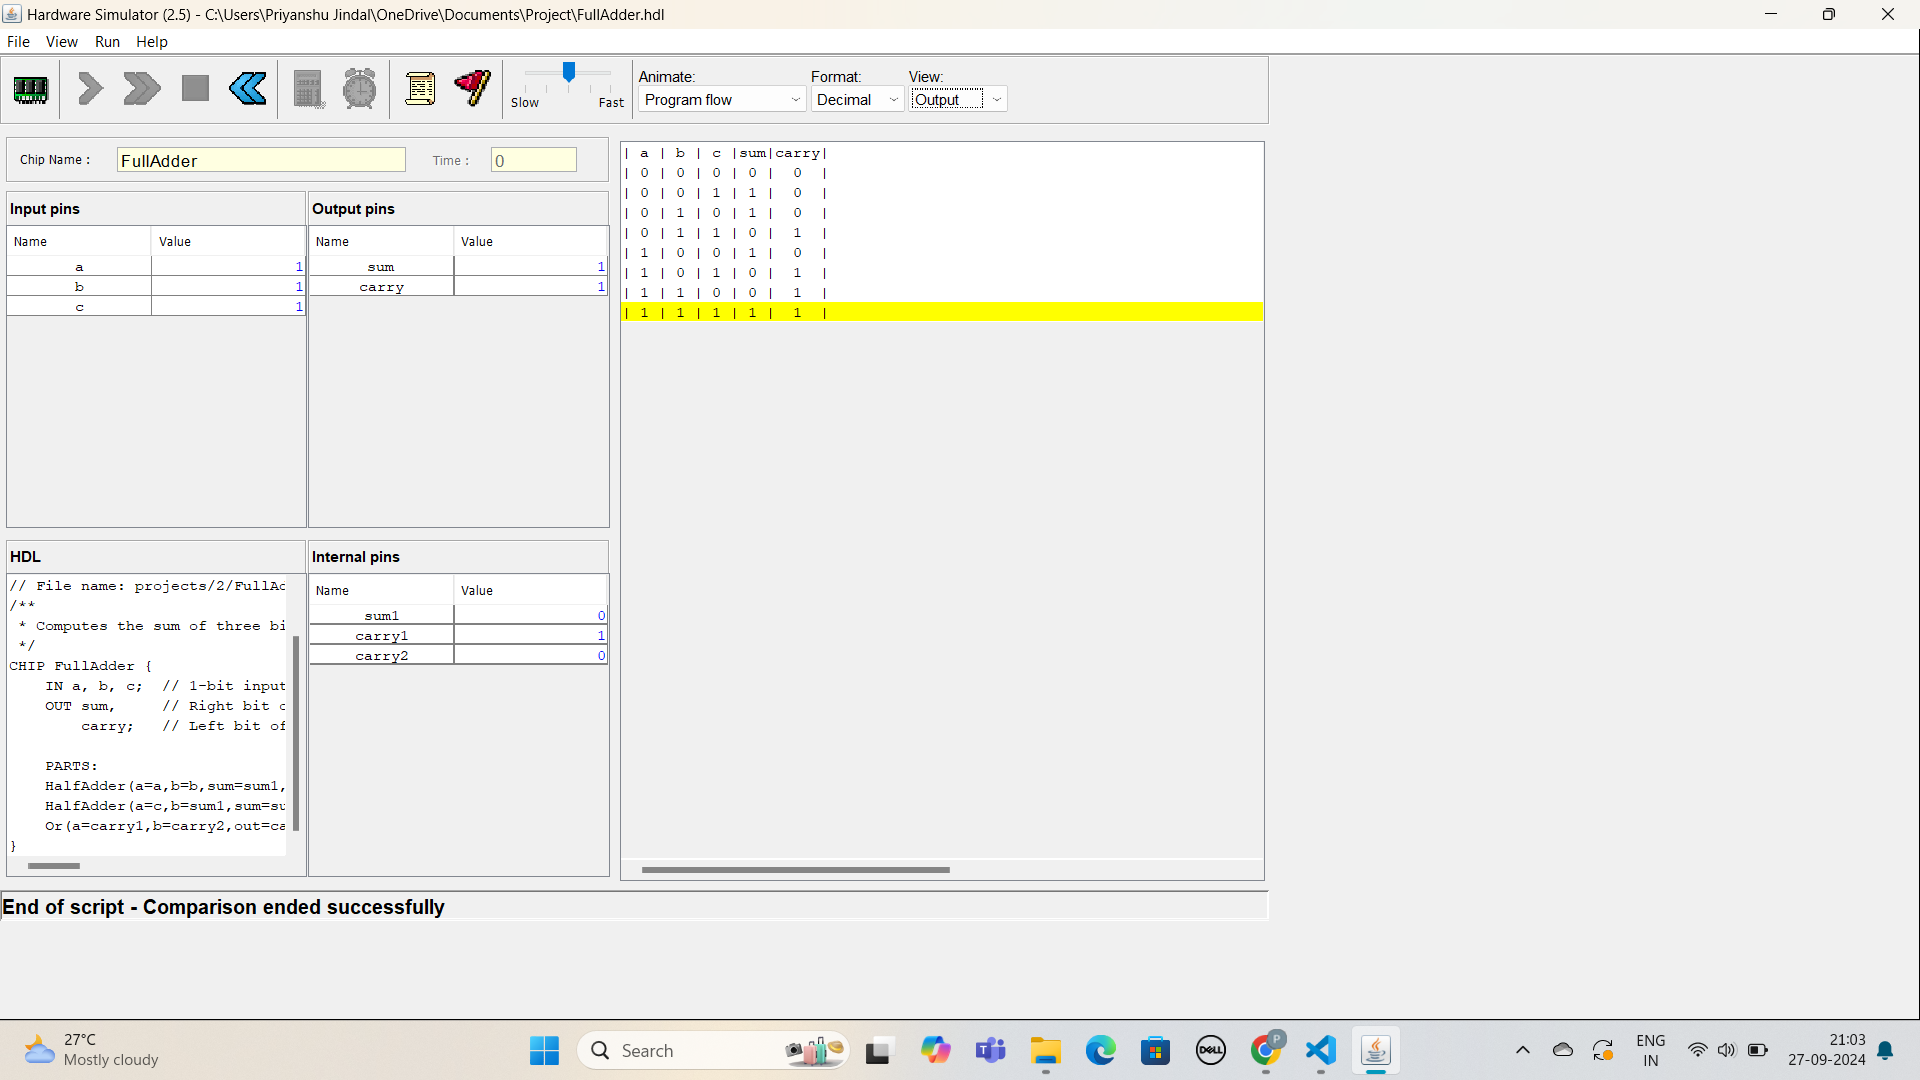 Hardware Simulator (2.5) - C:\Users\Priyanshu Jindal\OneDrive\Documents\Project\FullAdder.hdl
File View Run Help
Slow Fast
Animate: Format: View:
Program flow Decimal Output
Chip Name : FullAdder Time : 0
Input pins
Name Value
a 1
b 1
c 1
Output pins
Name Value
sum 1
carry 1
HDL
// File name: projects/2/FullAd
/**
 * Computes the sum of three bi
 */
CHIP FullAdder {
    IN a, b, c;  // 1-bit input
    OUT sum,     // Right bit o
        carry;   // Left bit of
    PARTS:
    HalfAdder(a=a,b=b,sum=sum1,
    HalfAdder(a=c,b=sum1,sum=su
    Or(a=carry1,b=carry2,out=ca
}
Internal pins
Name Value
sum1 0
carry1 1
carry2 0
| a | b | c |sum|carry|
| 0 | 0 | 0 | 0 | 0 |
| 0 | 0 | 1 | 1 | 0 |
| 0 | 1 | 0 | 1 | 0 |
| 0 | 1 | 1 | 0 | 1 |
| 1 | 0 | 0 | 1 | 0 |
| 1 | 0 | 1 | 0 | 1 |
| 1 | 1 | 0 | 0 | 1 |
| 1 | 1 | 1 | 1 | 1 |
End of script - Comparison ended successfully
27°C
Mostly cloudy
Search
DELL
P
ENG
IN
21:03
27-09-2024